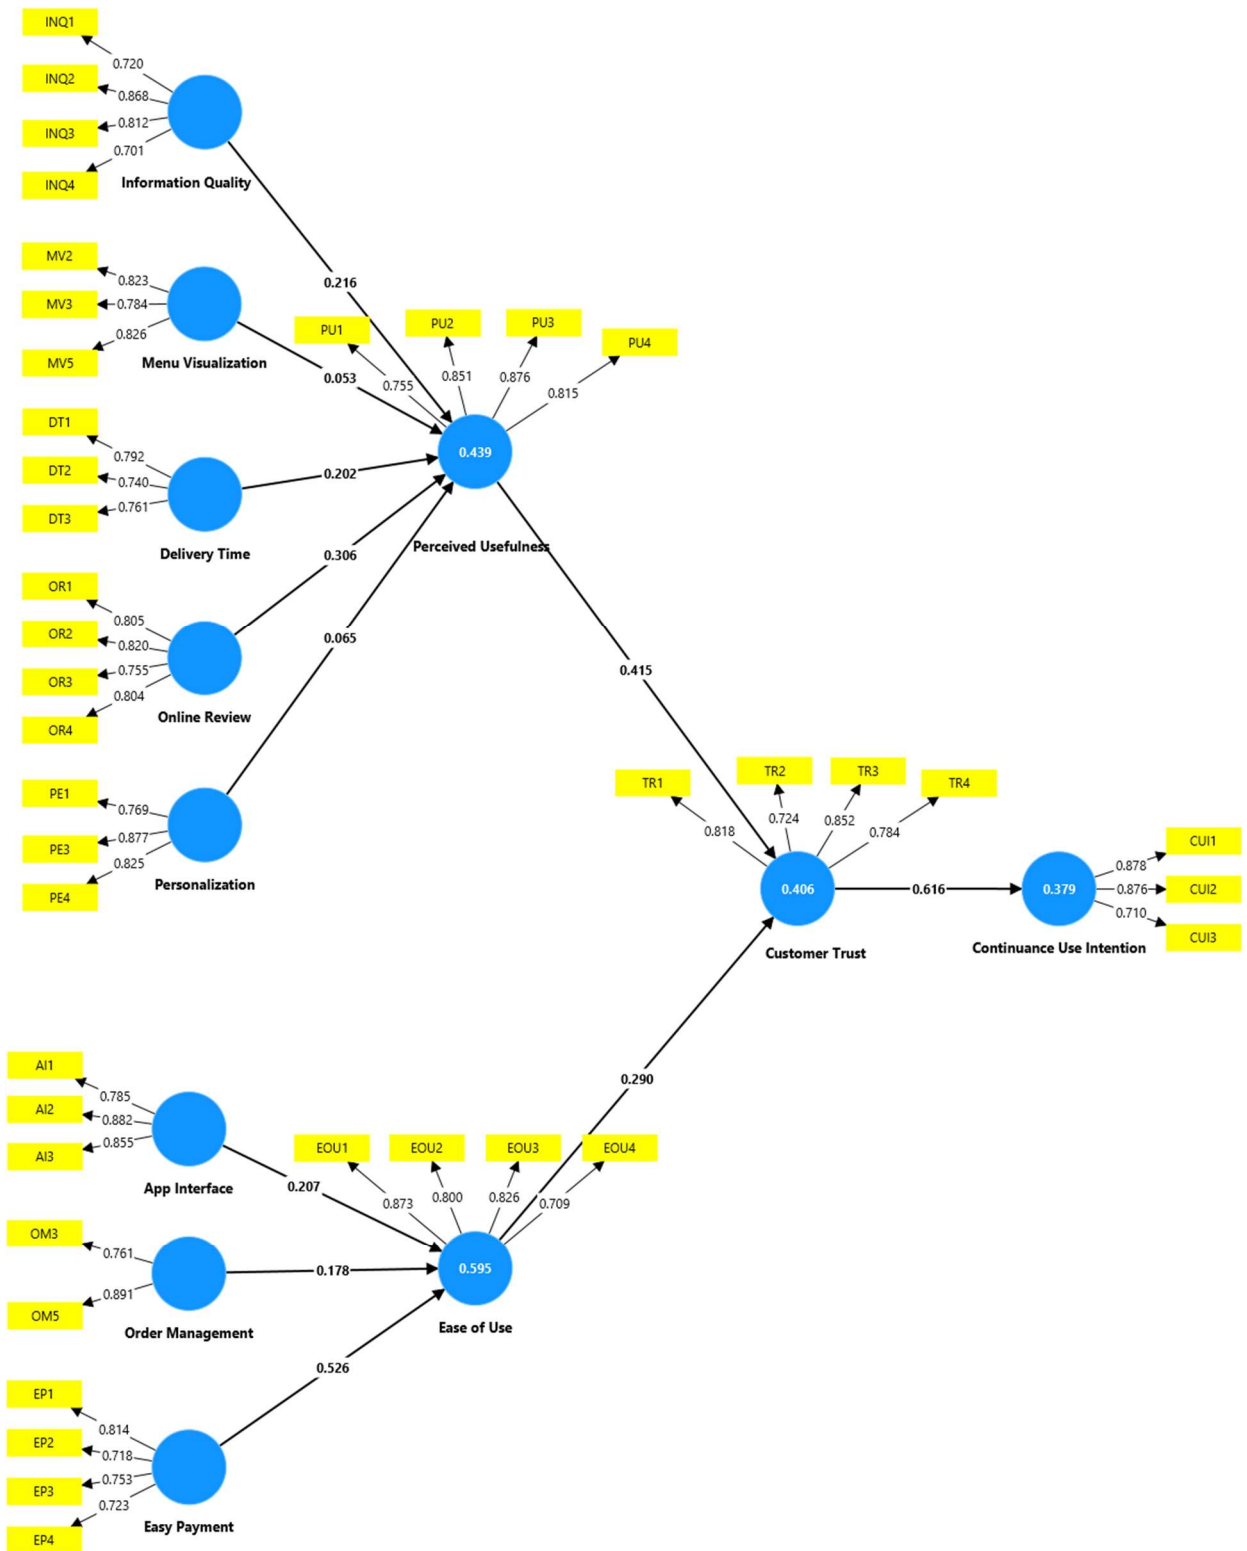 INQ1
0.720
INQ2
0.868
INQ3
0.812
INQ4
0.701
Information Quality
0.216
MV2
0.823
MV3
0.784
MV5
0.826
Menu Visualization
0.053
DT1
0.792
DT2
0.740
DT3
0.761
Delivery Time
0.202
OR1
0.805
OR2
0.820
OR3
0.755
OR4
0.804
Online Review
0.306
PE1
0.769
PE3
0.877
PE4
0.825
Personalization
0.065
PU1
0.755
PU2
0.851
PU3
0.876
PU4
0.815
0.439
Perceived Usefulness
0.415
TR1
0.818
TR2
0.724
TR3
0.852
TR4
0.784
0.406
Customer Trust
0.616
0.379
Continuance Use Intention
CUI1
0.878
CUI2
0.876
CUI3
0.710
0.290
AI1
0.785
AI2
0.882
AI3
0.855
App Interface
0.207
OM3
0.761
OM5
0.891
Order Management
0.178
EP1
0.814
EP2
0.718
EP3
0.753
EP4
0.723
Easy Payment
0.526
EOU1
0.873
EOU2
0.800
EOU3
0.826
EOU4
0.709
0.595
Ease of Use